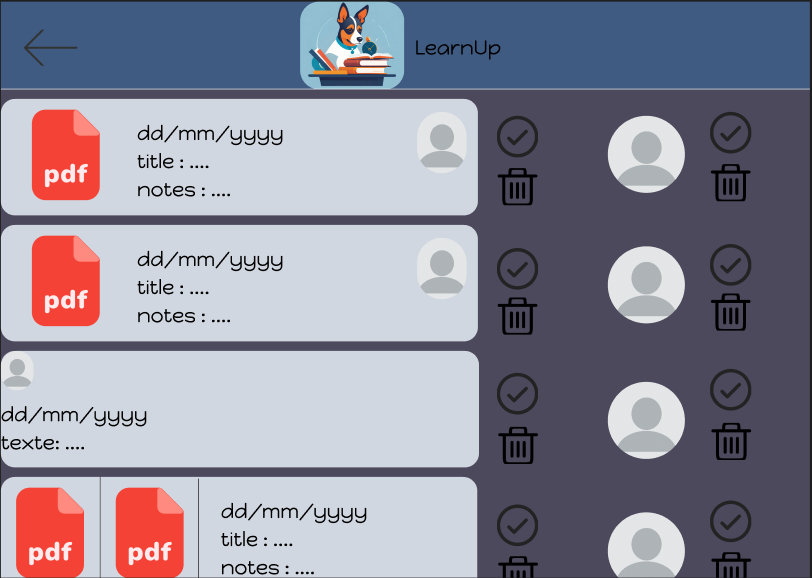 LearnUp
pdf
dd/mm/yyyy
title : ....
notes : ....
pdf
dd/mm/yyyy
title : ....
notes : ....
dd/mm/yyyy
texte: ....
pdf
pdf
dd/mm/yyyy
title : ....
notes : ....